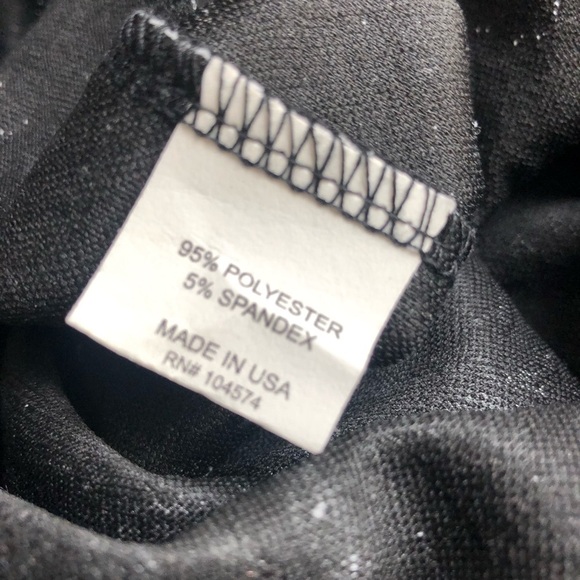 95% POLYESTER
5% SPANDEX
MADE IN USA
RN# 104574